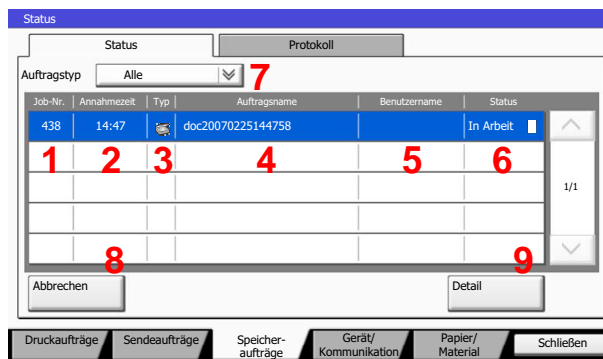 Status
Status Protokoll
Auftragstyp Alle 7
Job-Nr. Annahmezeit Typ Auftragsname Benutzername Status
438 14:47 doc20070225144758 In Arbeit
1 2 3 4 5 6
1/1
8 9
Abbrechen Detail
Druckaufträge Sendeaufträge Speicher-
aufträge Gerät/
Kommunikation Papier/
Material Schließen